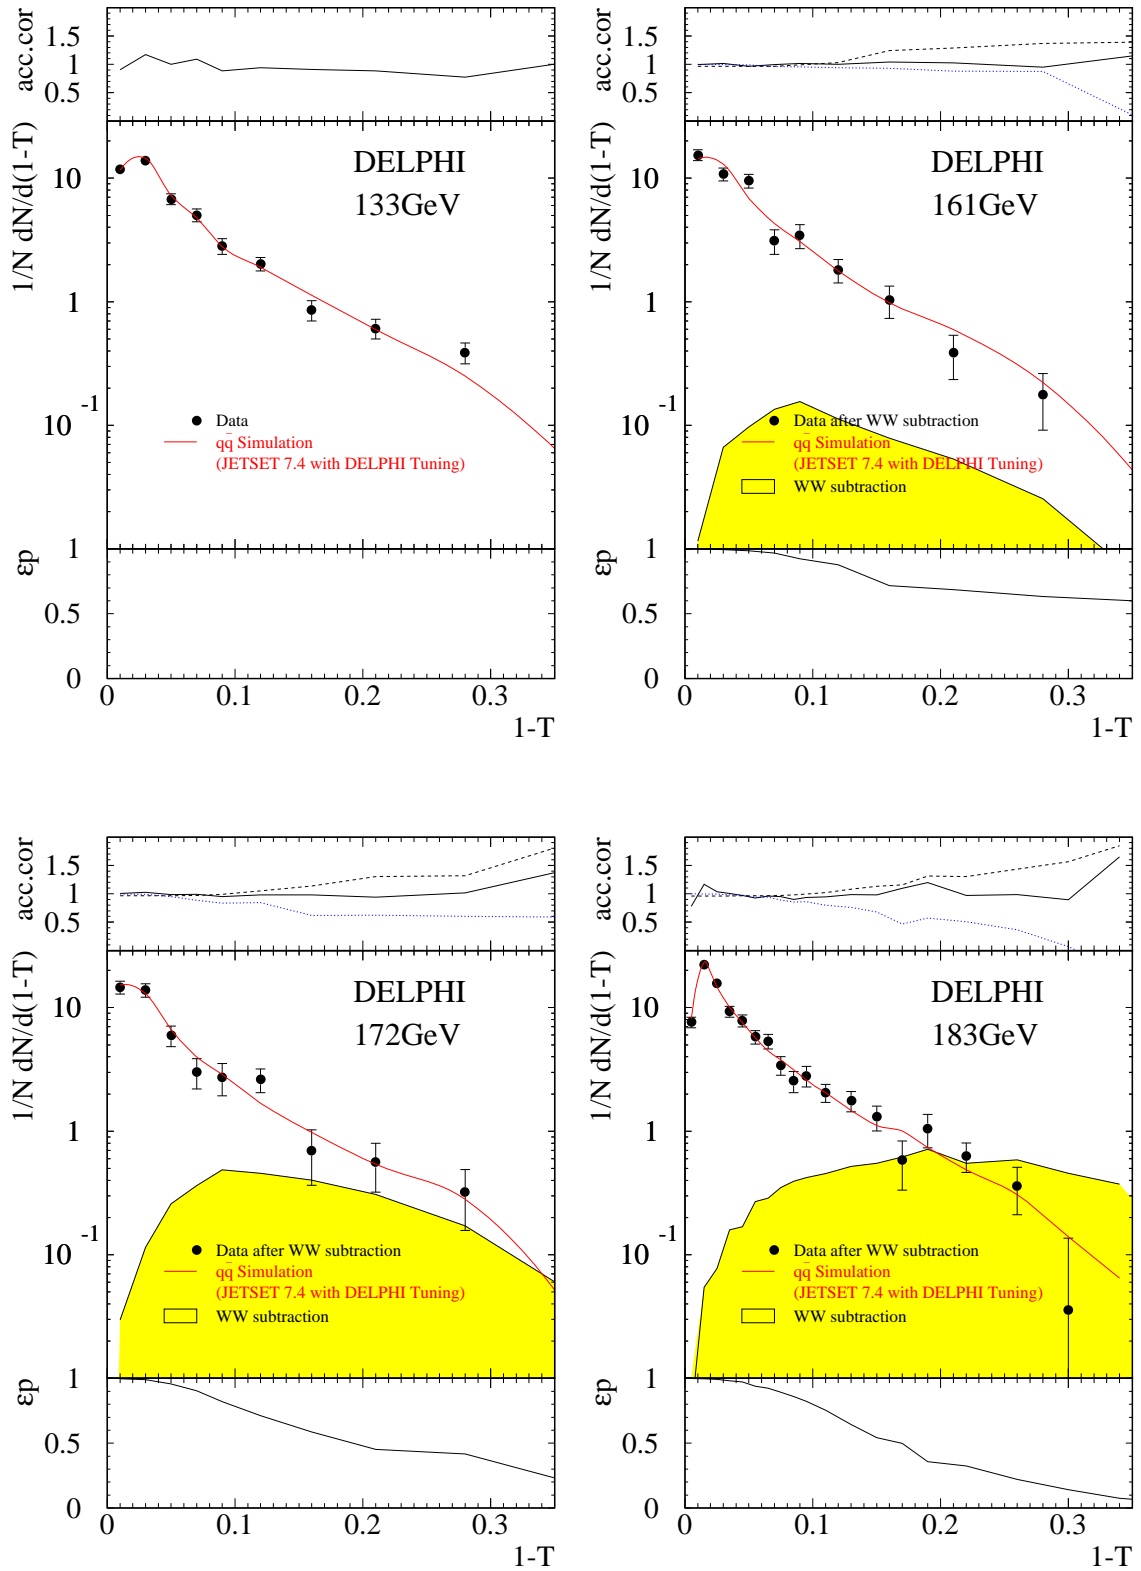 acc.cor
1.5
1
0.5
1/N dN/d(1-T)
DELPHI
133GeV
10
1
10 -1
Data
qq̄ Simulation
(JETSET 7.4 with DELPHI Tuning)
εp
1
0.5
0
0 0.1 0.2 0.3
1-T
acc.cor
1.5
1
0.5
1/N dN/d(1-T)
DELPHI
161GeV
10
1
10 -1
Data after WW subtraction
qq̄ Simulation
(JETSET 7.4 with DELPHI Tuning)
WW subtraction
εp
1
0.5
0
0 0.1 0.2 0.3
1-T
acc.cor
1.5
1
0.5
1/N dN/d(1-T)
DELPHI
172GeV
10
1
10 -1
Data after WW subtraction
qq̄ Simulation
(JETSET 7.4 with DELPHI Tuning)
WW subtraction
εp
1
0.5
0
0 0.1 0.2 0.3
1-T
acc.cor
1.5
1
0.5
1/N dN/d(1-T)
DELPHI
183GeV
10
1
10 -1
Data after WW subtraction
qq̄ Simulation
(JETSET 7.4 with DELPHI Tuning)
WW subtraction
εp
1
0.5
0
0 0.1 0.2 0.3
1-T